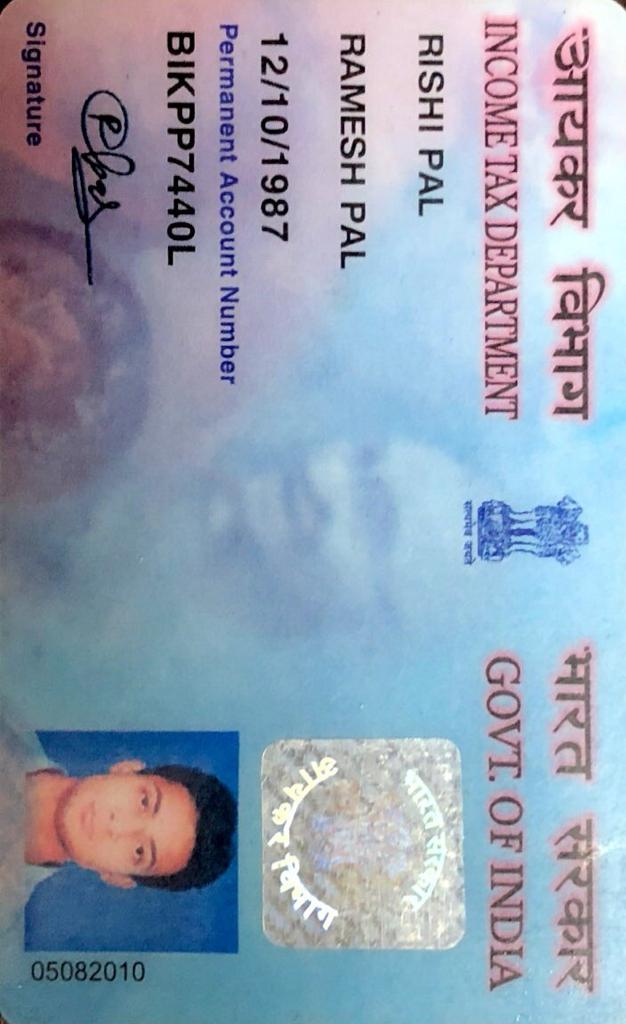 आयकर विभाग
INCOME TAX DEPARTMENT
सत्यमेव जयते
भारत सरकार
GOVT. OF INDIA
RISHI PAL
RAMESH PAL
12/10/1987
Permanent Account Number
BIKPP7440L
Signature
भारत सरकार
आयकर विभाग
05082010